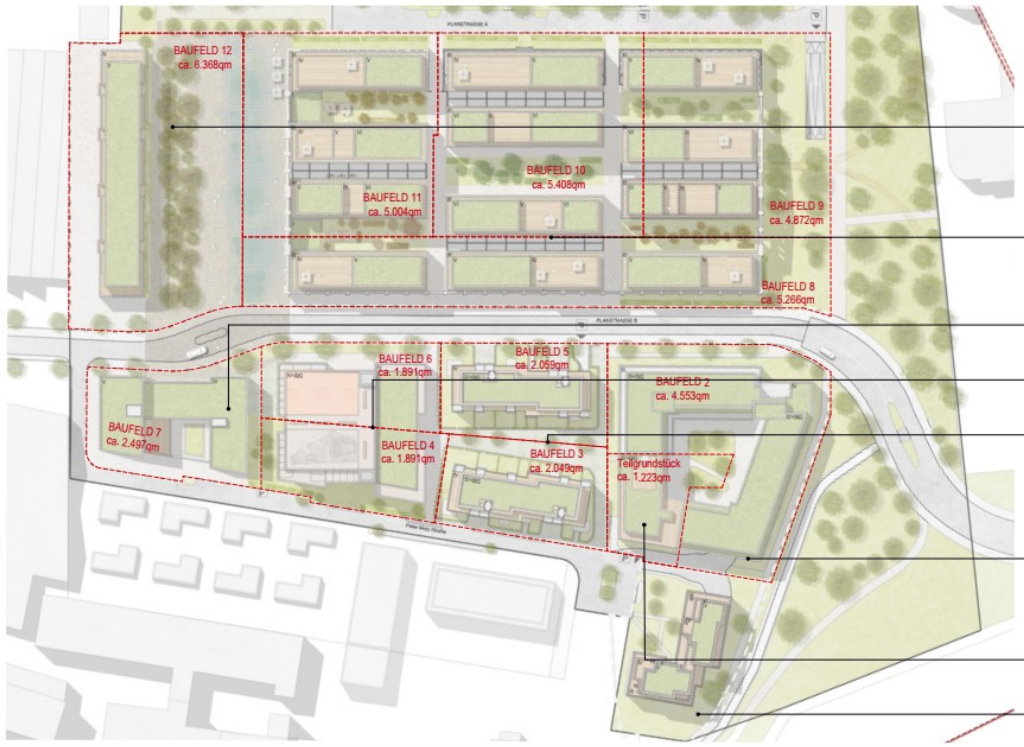 PLANSTRASSE A
BAUFELD 12
ca. 6.368qm
BAUFELD 10
ca. 5.408qm
BAUFELD 11
ca. 5.004qm
BAUFELD 9
ca. 4.872qm
BAUFELD 8
ca. 5.266qm
PLANSTRASSE B
BAUFELD 6
ca. 1.891qm
BAUFELD 5
ca. 2.059qm
BAUFELD 2
ca. 4.553qm
BAUFELD 7
ca. 2.497qm
BAUFELD 4
ca. 1.891qm
BAUFELD 3
ca. 2.049qm
Teilgrundstück
ca. 1.223qm